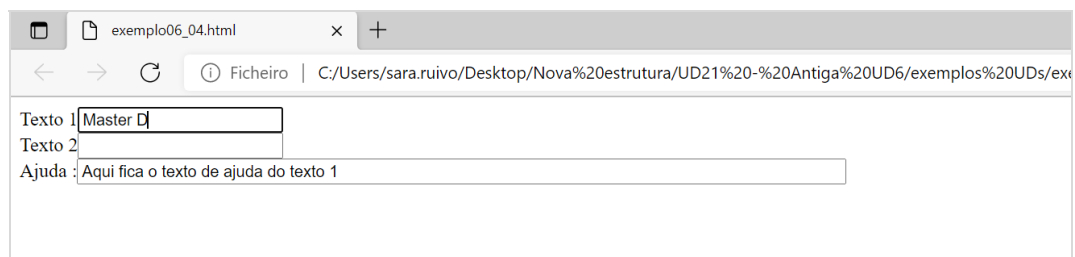 exemplo06_04.html
Ficheiro | C:/Users/sara.ruivo/Desktop/Nova%20estrutura/UD21%20-%20Antiga%20UD6/exemplos%20UDs/exe
Texto 1 Master D
Texto 2
Ajuda : Aqui fica o texto de ajuda do texto 1